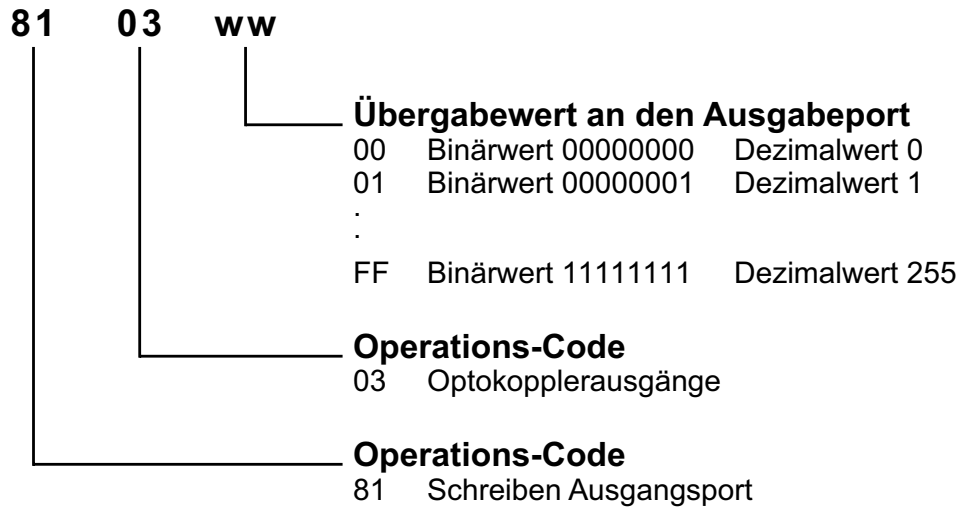 81 03 ww
Übergabewert an den Ausgabeport
00 Binärwert 00000000 Dezimalwert 0
01 Binärwert 00000001 Dezimalwert 1
.
.
FF Binärwert 11111111 Dezimalwert 255
Operations-Code
03 Optokopplerausgänge
Operations-Code
81 Schreiben Ausgangsport